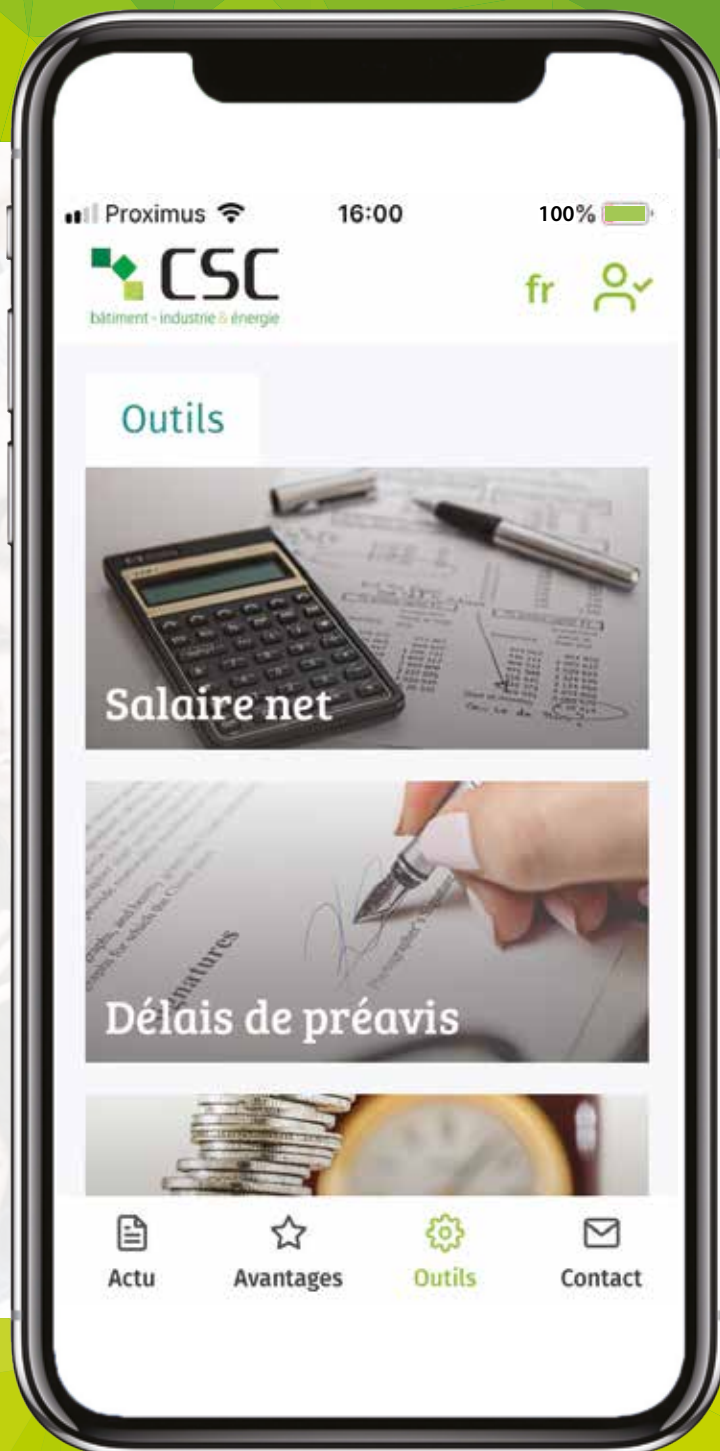 Proximus 16:00 100%
CSC
bâtiment - industrie & énergie
fr
Outils
Salaire net
gnatures
Délais de préavis
Actu Avantages Outils Contact